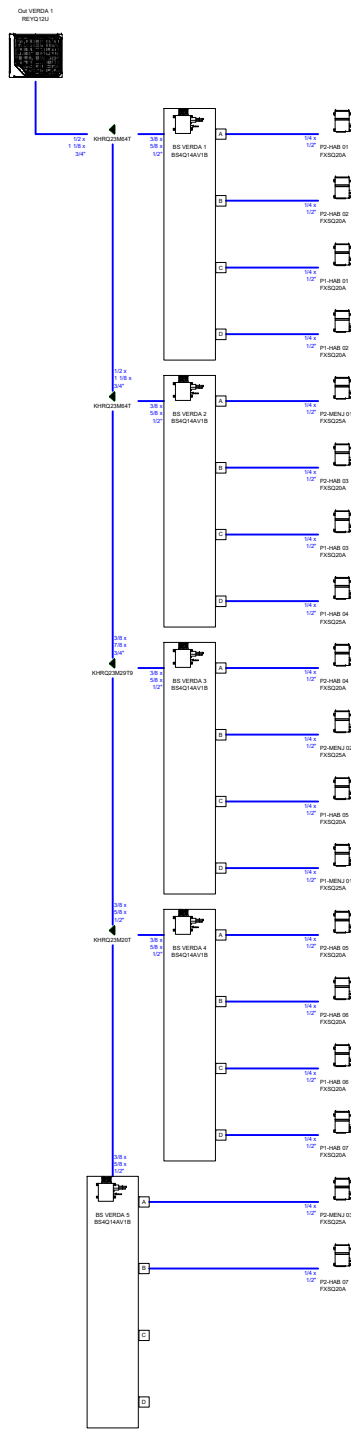 Out VERDA 1
REYQ12U
1/2 x
1 1/8 x
3/4"
KHRQ23M64T
3/8 x
5/8 x
1/2"
BS VERDA 1
BS4Q14AV1B
A
1/4 x
1/2"
P2-HAB 01
FXSQ20A
B
1/4 x
1/2"
P2-HAB 02
FXSQ20A
C
1/4 x
1/2"
P1-HAB 01
FXSQ20A
D
1/4 x
1/2"
P1-HAB 02
FXSQ20A
1/2 x
1 1/8 x
3/4"
KHRQ23M64T
3/8 x
5/8 x
1/2"
BS VERDA 2
BS4Q14AV1B
A
1/4 x
1/2"
P2-MENJ 01
FXSQ25A
B
1/4 x
1/2"
P2-HAB 03
FXSQ20A
C
1/4 x
1/2"
P1-HAB 03
FXSQ20A
D
1/4 x
1/2"
P1-HAB 04
FXSQ25A
3/8 x
7/8 x
3/4"
KHRQ23M29T9
3/8 x
5/8 x
1/2"
BS VERDA 3
BS4Q14AV1B
A
1/4 x
1/2"
P2-HAB 04
FXSQ20A
B
1/4 x
1/2"
P2-MENJ 02
FXSQ25A
C
1/4 x
1/2"
P1-HAB 05
FXSQ20A
D
1/4 x
1/2"
P1-MENJ 01
FXSQ25A
3/8 x
5/8 x
1/2"
KHRQ23M20T
3/8 x
5/8 x
1/2"
BS VERDA 4
BS4Q14AV1B
A
1/4 x
1/2"
P2-HAB 05
FXSQ20A
B
1/4 x
1/2"
P2-HAB 06
FXSQ20A
C
1/4 x
1/2"
P1-HAB 06
FXSQ20A
D
1/4 x
1/2"
P1-HAB 07
FXSQ20A
3/8 x
5/8 x
1/2"
BS VERDA 5
BS4Q14AV1B
A
1/4 x
1/2"
P2-MENJ 03
FXSQ25A
B
1/4 x
1/2"
P2-HAB 07
FXSQ20A
C
D